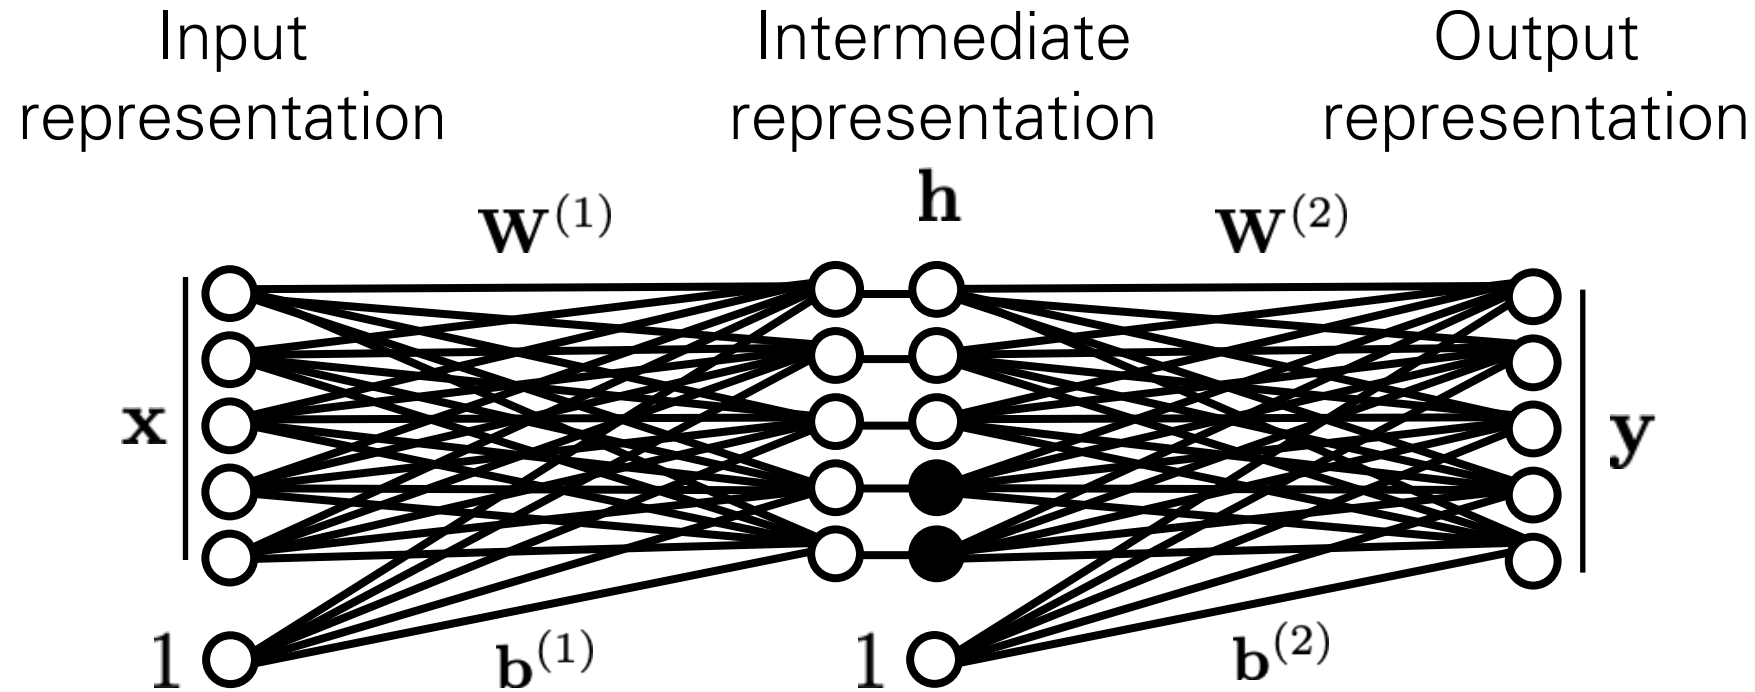 Input
representation
Intermediate
representation
Output
representation
h
W^(1)
W^(2)
x
y
1
b^(1)
1
b^(2)